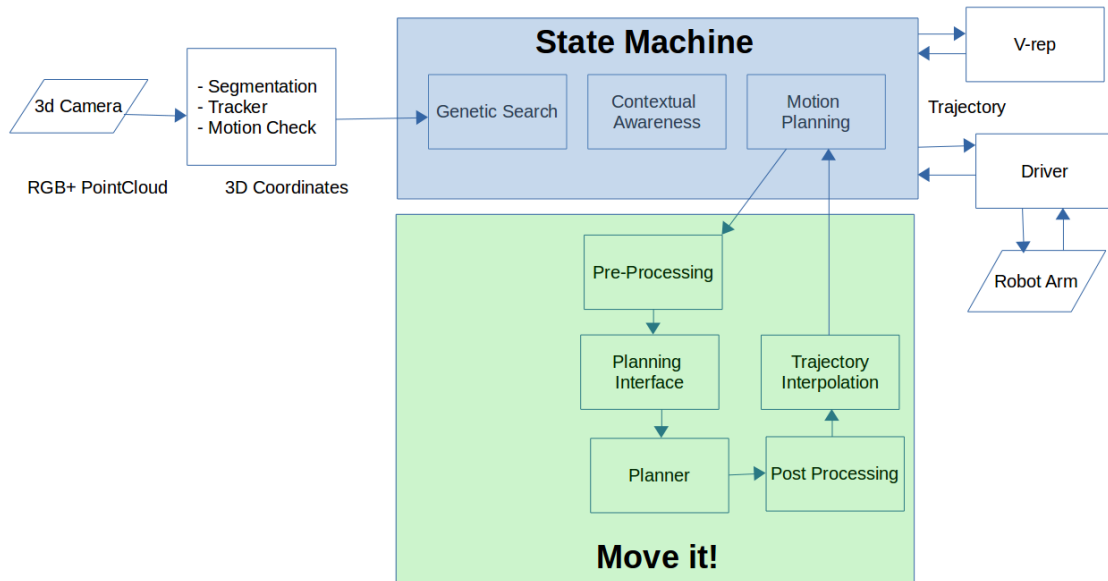 State Machine
V-rep
3d Camera
- Segmentation
- Tracker
- Motion Check
Genetic Search
Contextual
Awareness
Motion
Planning
Trajectory
RGB+ PointCloud
3D Coordinates
Driver
Pre-Processing
Robot Arm
Planning
Interface
Trajectory
Interpolation
Planner
Post Processing
Move it!